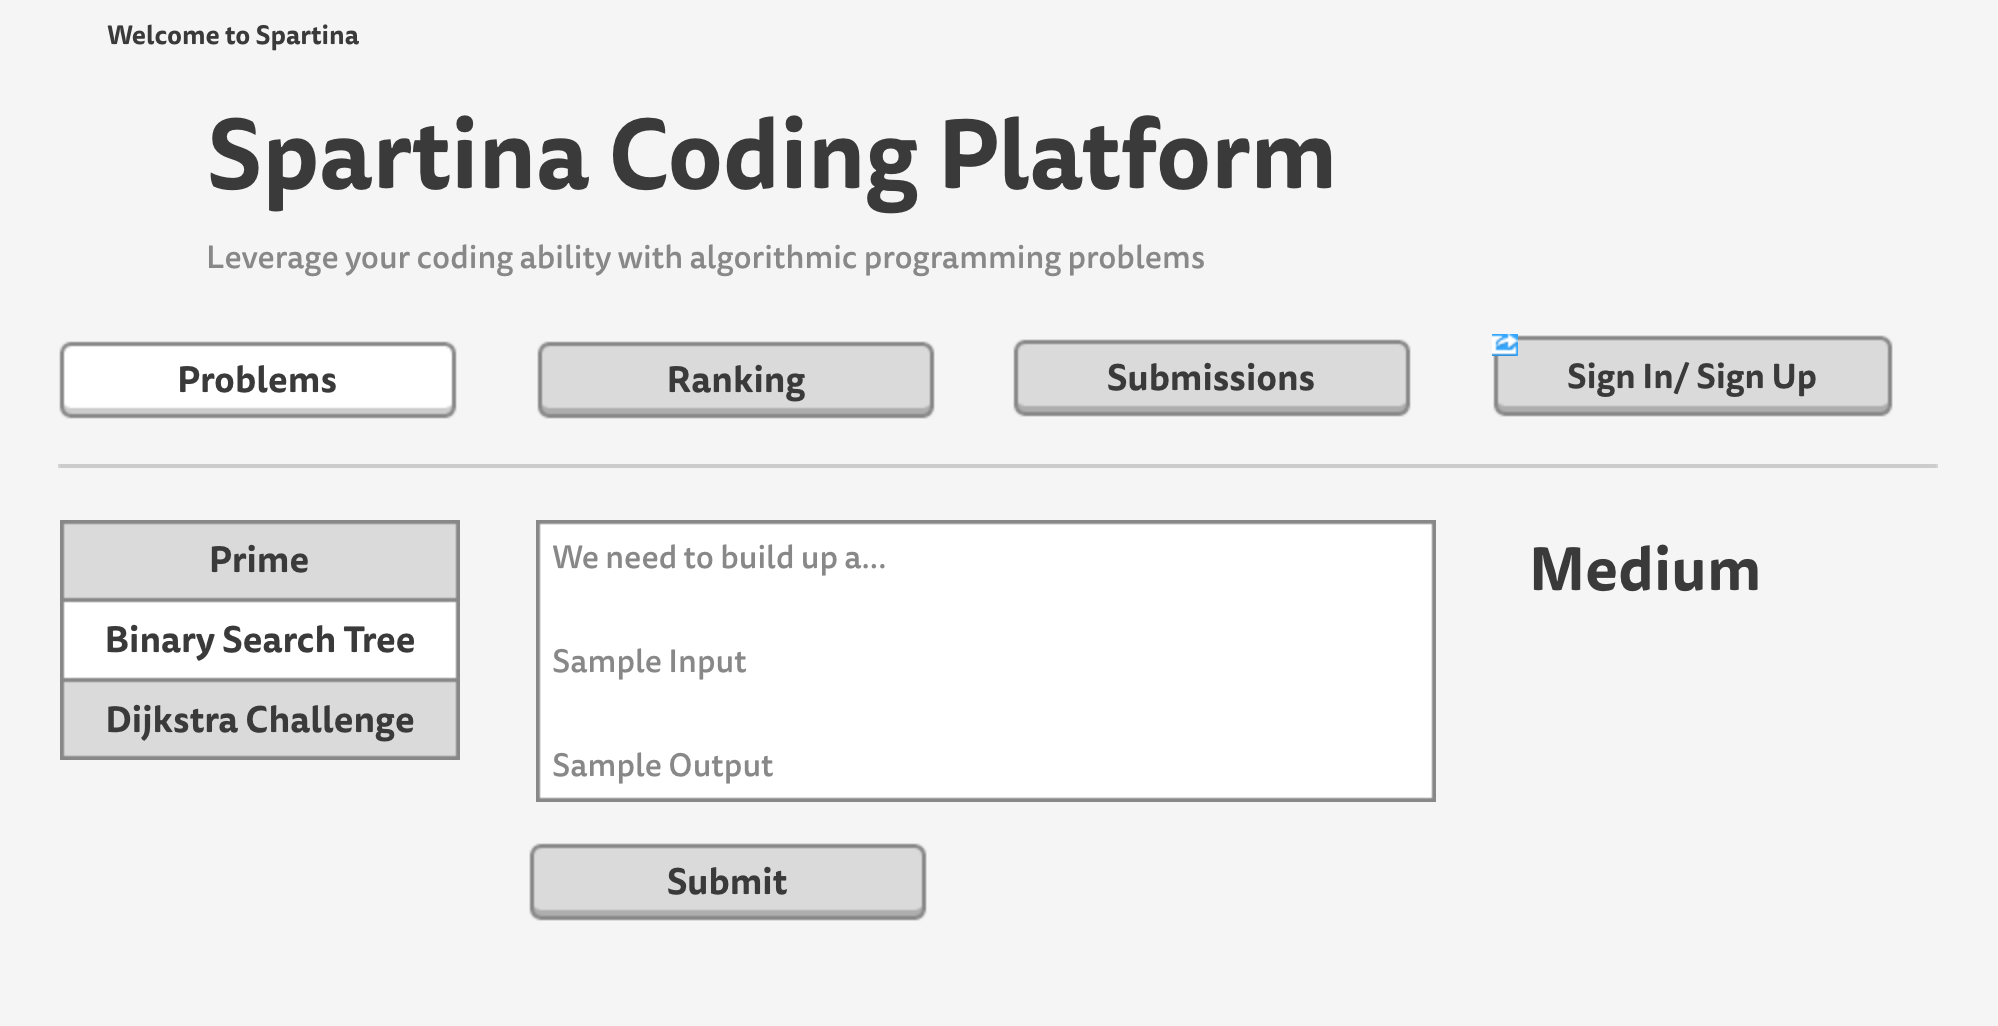 Welcome to Spartina
Spartina Coding Platform
Leverage your coding ability with algorithmic programming problems
Problems
Ranking
Submissions
Sign In/ Sign Up
Prime
Binary Search Tree
Dijkstra Challenge
We need to build up a...
Sample Input
Sample Output
Medium
Submit